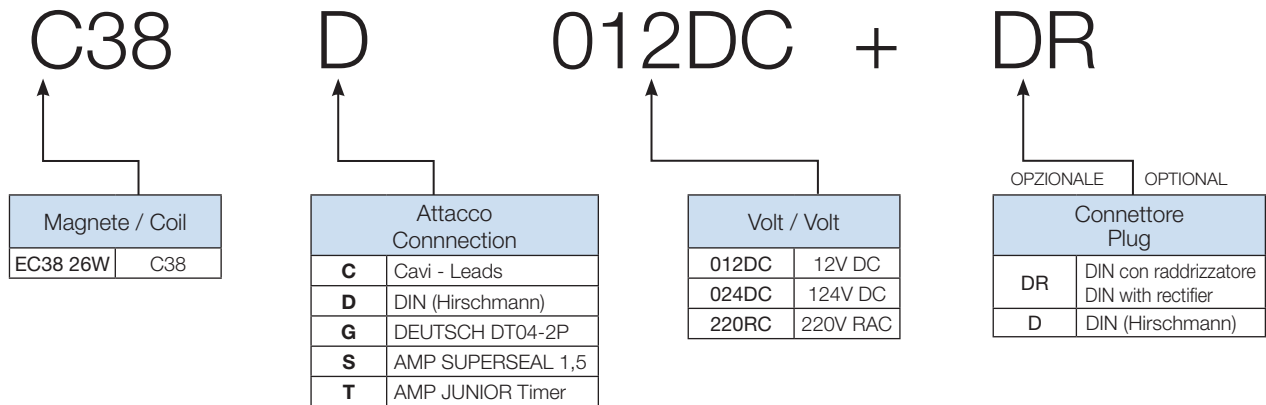 C38 D 012DC + DR
OPZIONALE OPTIONAL
Magnete / Coil
EC38 26W C38
Attacco
Connnection
C Cavi - Leads
D DIN (Hirschmann)
G DEUTSCH DT04-2P
S AMP SUPERSEAL 1,5
T AMP JUNIOR Timer
Volt / Volt
012DC 12V DC
024DC 124V DC
220RC 220V RAC
Connettore
Plug
DR DIN con raddrizzatore
DIN with rectifier
D DIN (Hirschmann)